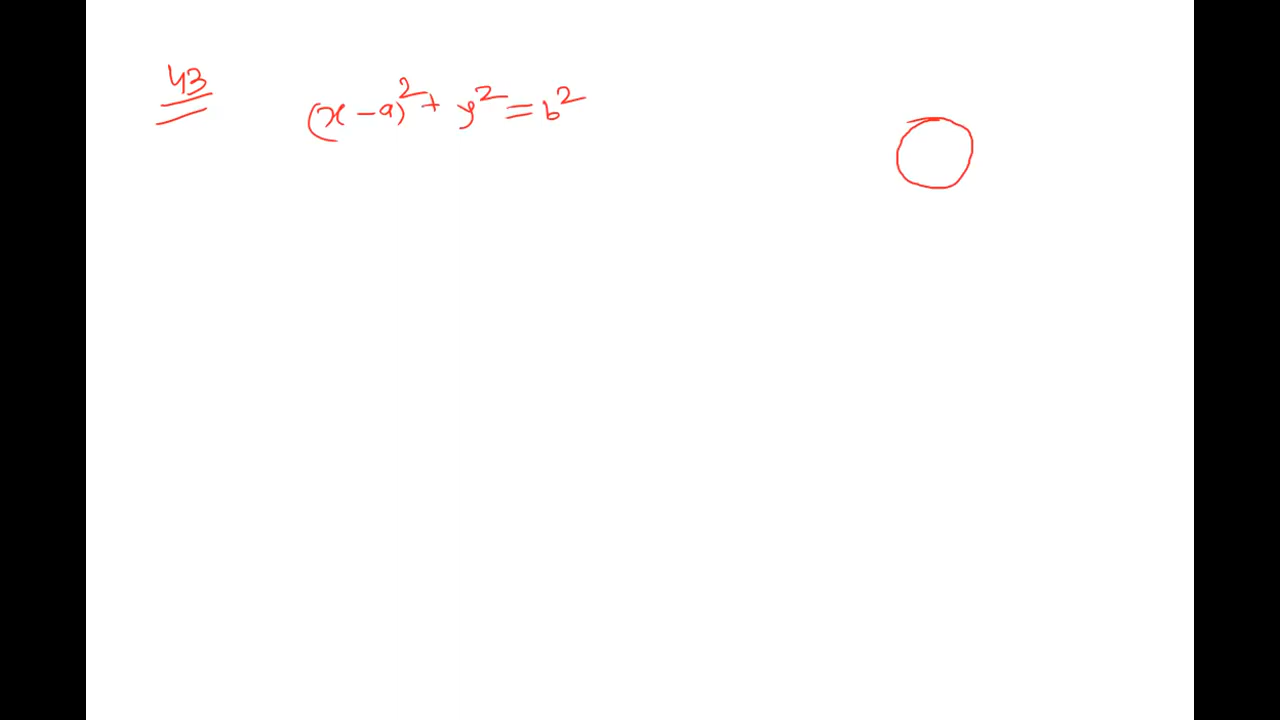 43
(x - a)² + y² = b²